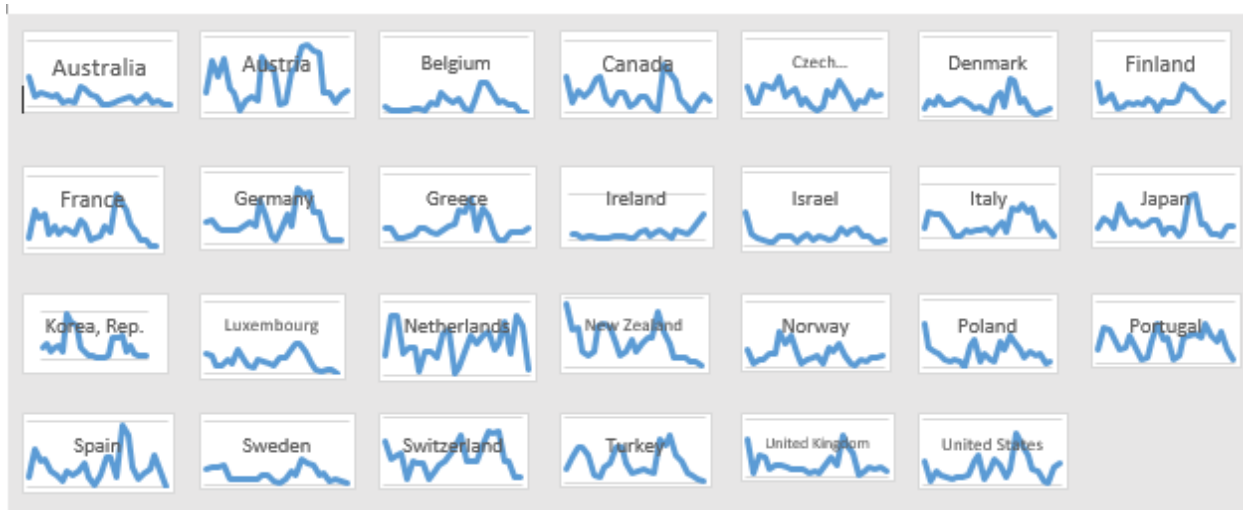 Australia Austria Belgium Canada Czech... Denmark Finland
France Germany Greece Ireland Israel Italy Japan
Korea, Rep. Luxembourg Netherlands New Zealand Norway Poland Portugal
Spain Sweden Switzerland Turkey United Kingdom United States